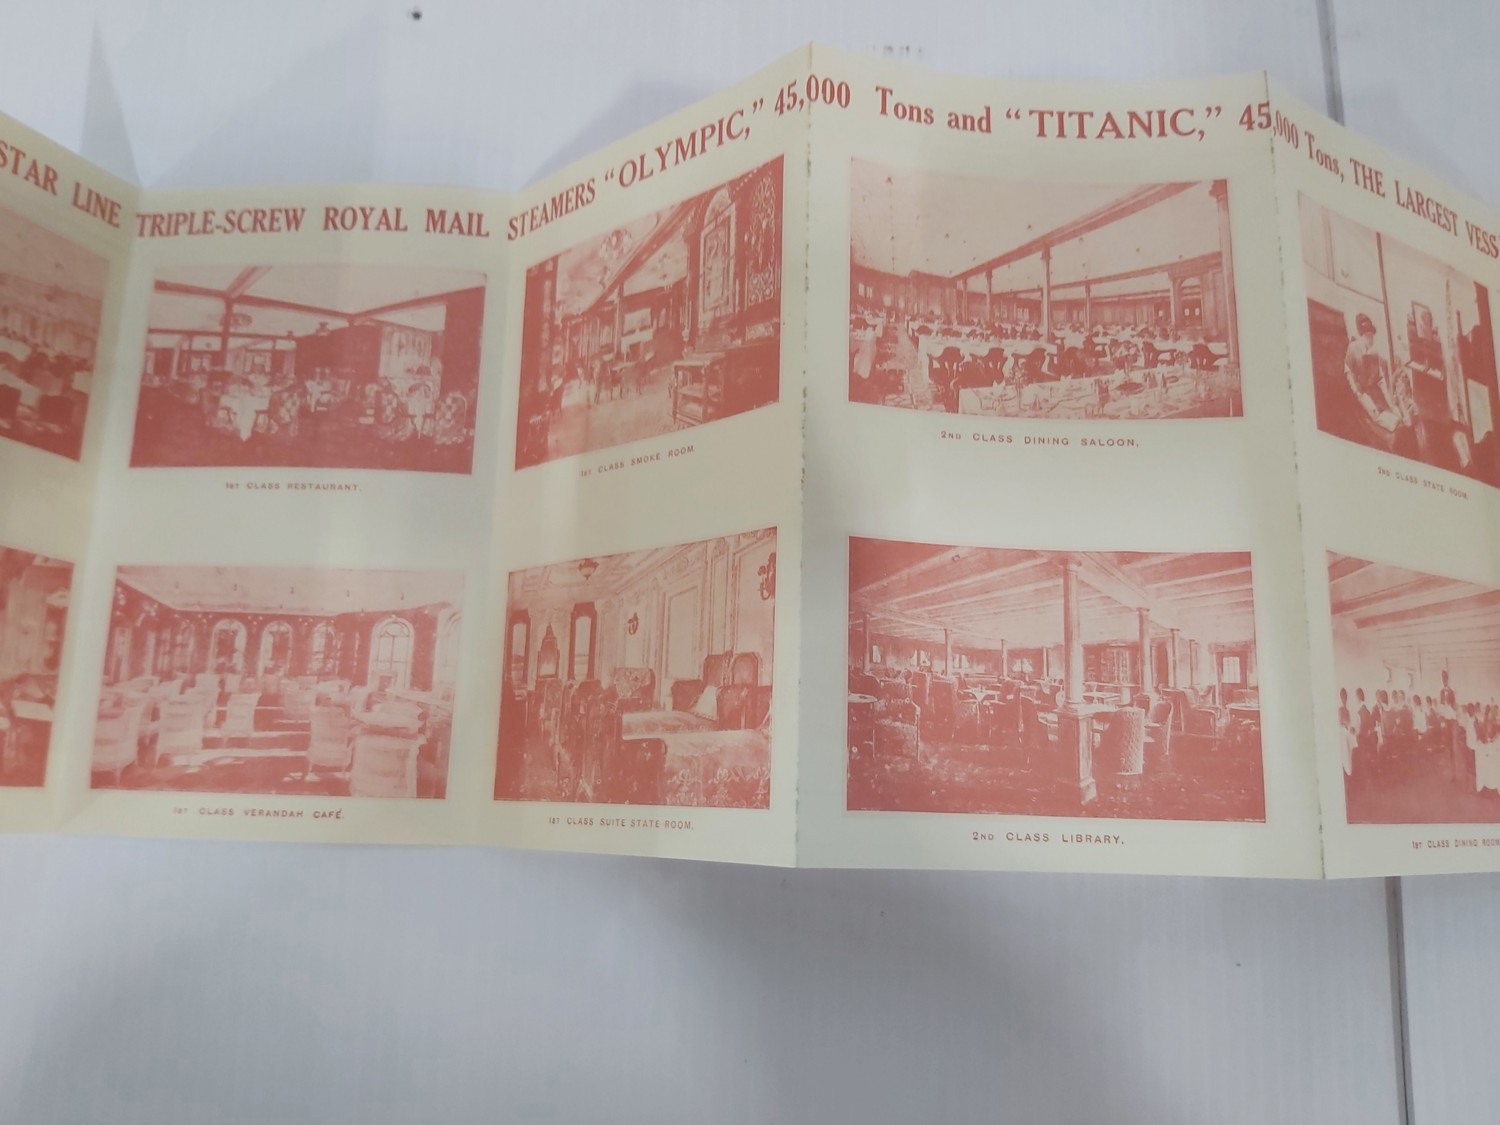 STAR LINE TRIPLE-SCREW ROYAL MAIL STEAMERS "OLYMPIC," 45,000 Tons and "TITANIC," 45,000 Tons, THE LARGEST VESS
1ST CLASS RESTAURANT.
1ST CLASS SMOKE ROOM
2ND CLASS DINING SALOON.
2ND CLASS STATE ROOM.
1ST CLASS VERANDAH CAFÉ.
1ST CLASS SUITE STATE-ROOM.
2ND CLASS LIBRARY.
1ST CLASS DINING ROOM